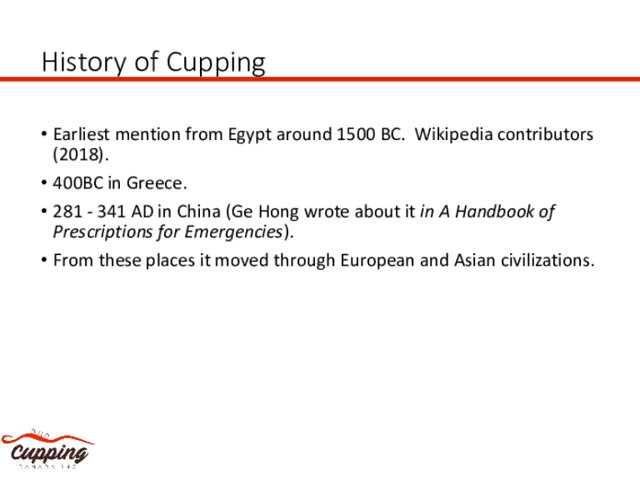 History of Cupping
• Earliest mention from Egypt around 1500 BC.  Wikipedia contributors
(2018).
• 400BC in Greece.
• 281 - 341 AD in China (Ge Hong wrote about it in A Handbook of
Prescriptions for Emergencies).
• From these places it moved through European and Asian civilizations.
Cupping
CANADA INC